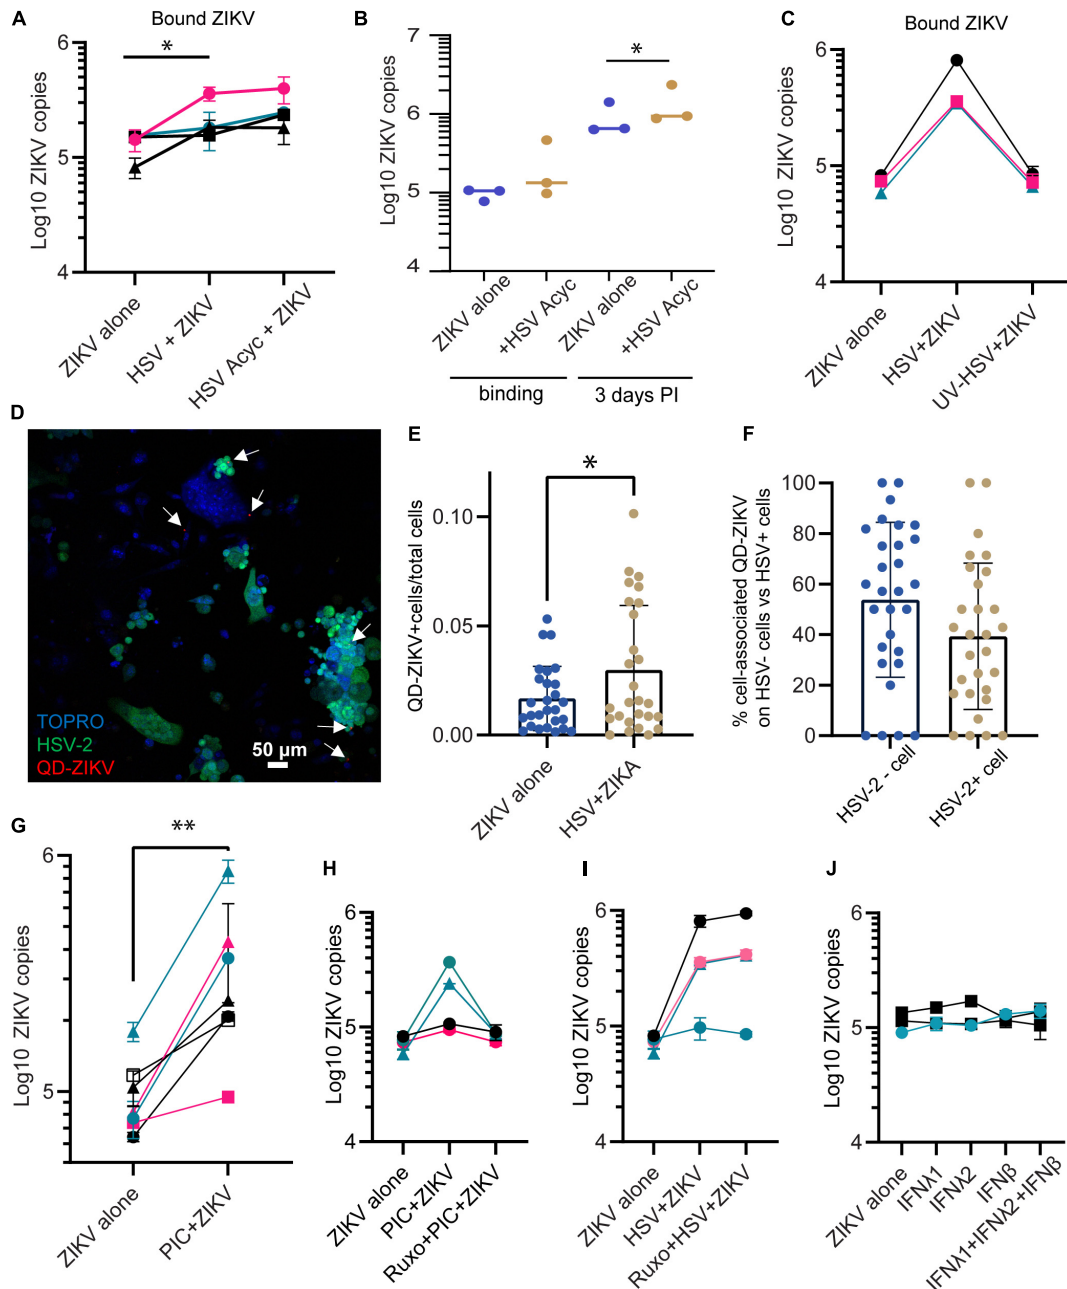 A
Bound ZIKV
Log10 ZIKV copies
6
5
4
*
ZIKV alone
HSV + ZIKV
HSV Acyc + ZIKV
B
Log10 ZIKV copies
7
6
5
4
*
ZIKV alone
+HSV Acyc
ZIKV alone
+HSV Acyc
binding
3 days PI
C
Bound ZIKV
Log10 ZIKV copies
6
5
4
ZIKV alone
HSV+ZIKV
UV-HSV+ZIKV
D
TOPRO
HSV-2
QD-ZIKV
50 μm
E
QD-ZIKV+cells/total cells
0.10
0.05
0.00
*
ZIKV alone
HSV+ZIKA
F
% cell-associated QD-ZIKV
on HSV- cells vs HSV+ cells
100
80
60
40
20
0
HSV-2 - cell
HSV-2+ cell
G
Log10 ZIKV copies
6
5
**
ZIKV alone
PIC+ZIKV
H
Log10 ZIKV copies
6
5
4
ZIKV alone
PIC+ZIKV
Ruxo+PIC+ZIKV
I
Log10 ZIKV copies
6
5
4
ZIKV alone
HSV+ZIKV
Ruxo+HSV+ZIKV
J
Log10 ZIKV copies
6
5
4
ZIKV alone
IFNλ1
IFNλ2
IFNβ
IFNλ1+IFNλ2+IFNβ